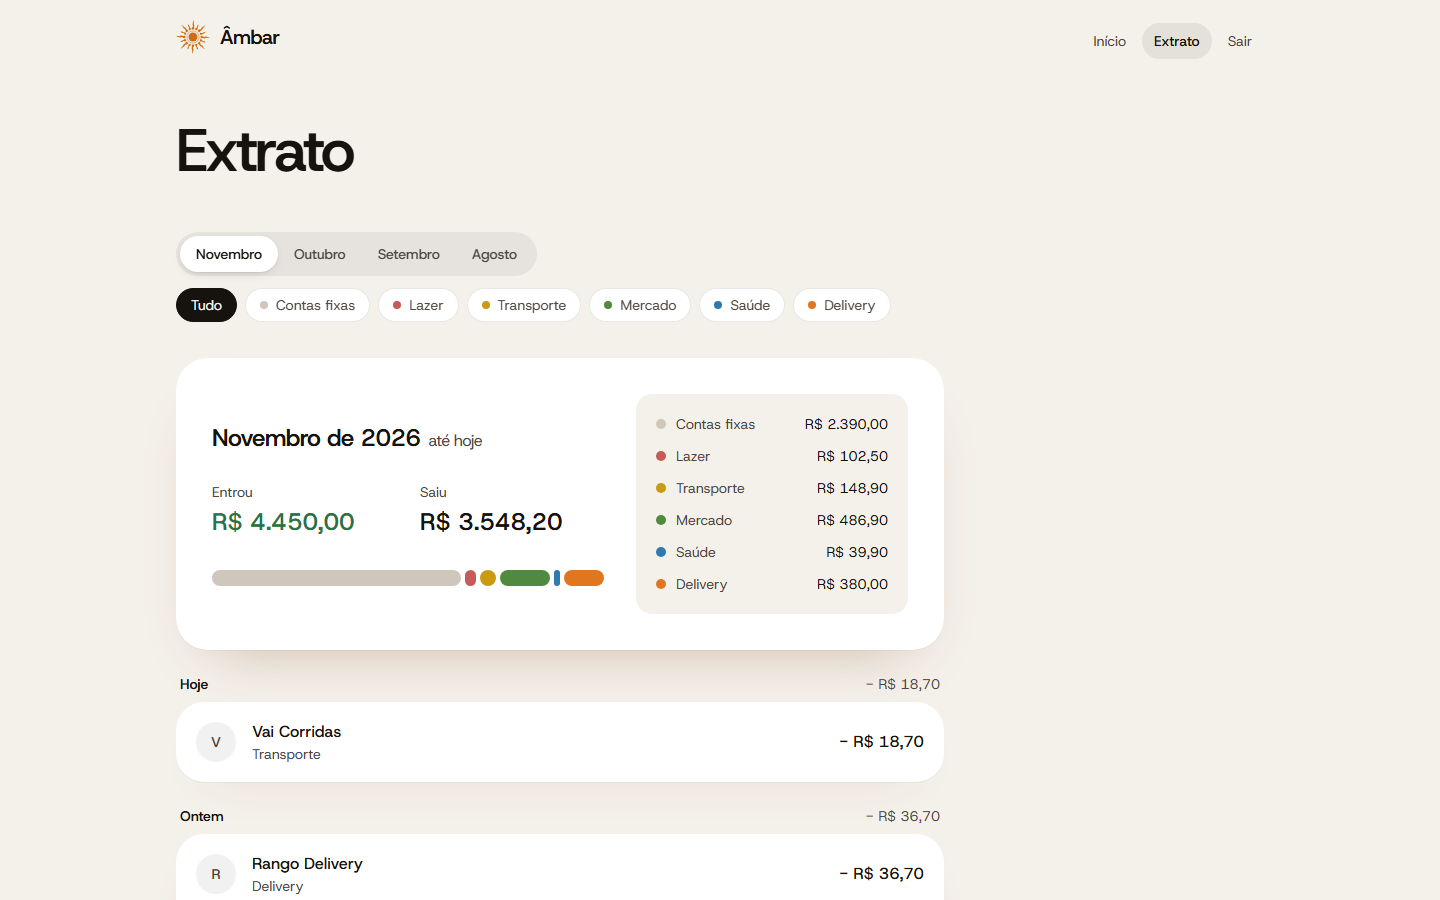 Âmbar
Início Extrato Sair
Extrato
Novembro Outubro Setembro Agosto
Tudo Contas fixas Lazer Transporte Mercado Saúde Delivery
Novembro de 2026 até hoje
Entrou Saiu
R$ 4.450,00 R$ 3.548,20
Contas fixas R$ 2.390,00
Lazer R$ 102,50
Transporte R$ 148,90
Mercado R$ 486,90
Saúde R$ 39,90
Delivery R$ 380,00
Hoje − R$ 18,70
V
Vai Corridas
Transporte
− R$ 18,70
Ontem − R$ 36,70
R
Rango Delivery
Delivery
− R$ 36,70